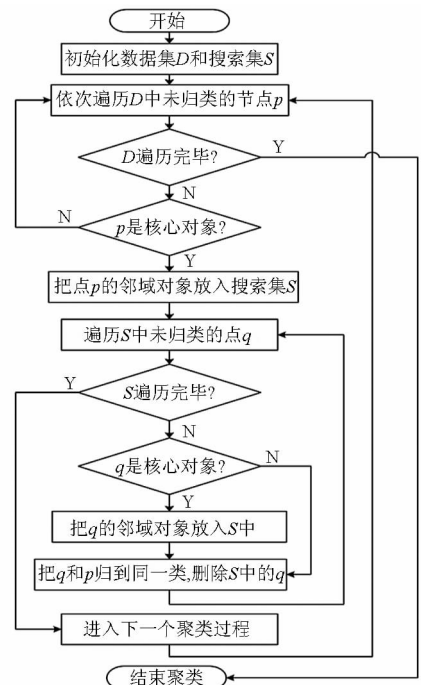 开始
初始化数据集D和搜索集S
依次遍历D中未归类的节点p
D遍历完毕?
Y
N
p是核心对象?
N
Y
把点p的邻域对象放入搜索集S
遍历S中未归类的点q
S遍历完毕?
Y
N
q是核心对象?
N
Y
把q的邻域对象放入S中
把q和p归到同一类,删除S中的q
进入下一个聚类过程
结束聚类